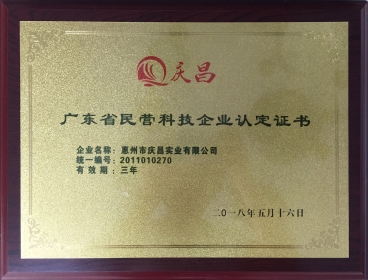 庆昌
广东省民营科技企业认定证书
企业名称：惠州市庆昌实业有限公司
统一编号：2011010270
有效期：三年
二〇一八年五月十六日